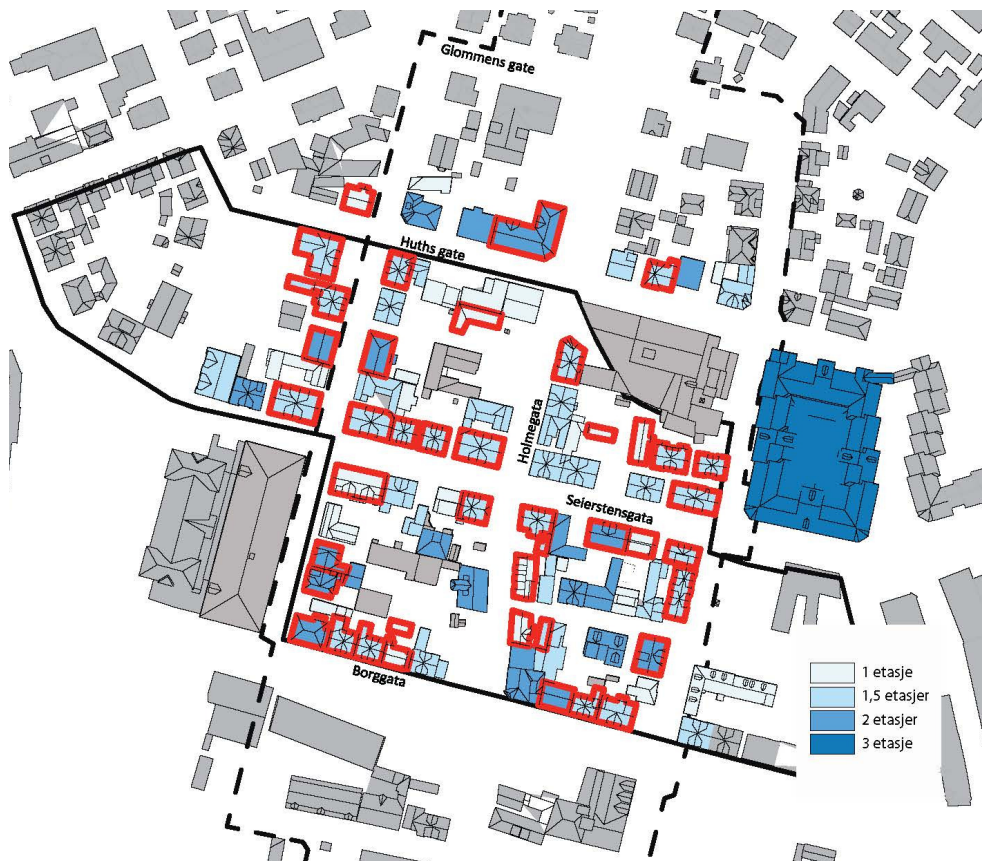 Glommens gate
Huths gate
Holmegata
Seierstensgata
Borggata
1 etasje
1,5 etasjer
2 etasjer
3 etasje